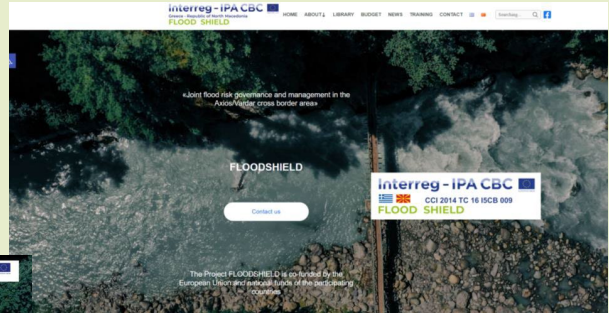 Interreg - IPA CBC
Greece - Republic of North Macedonia
FLOOD SHIELD
HOME ABOUT LIBRARY BUDGET NEWS TRAINING CONTACT
«Joint flood risk governance and management in the
Axios/Vardar cross border area»
FLOODSHIELD
Contact us
Interreg - IPA CBC
CCI 2014 TC 16 I5CB 009
FLOOD SHIELD
The Project FLOODSHIELD is co-funded by the
European Union and national funds of the participating
countries